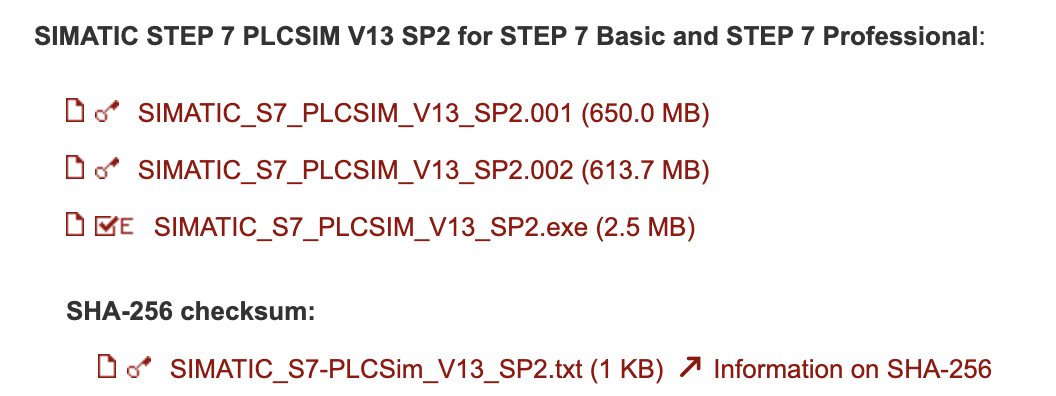 SIMATIC STEP 7 PLCSIM V13 SP2 for STEP 7 Basic and STEP 7 Professional:
SIMATIC_S7_PLCSIM_V13_SP2.001 (650.0 MB)
SIMATIC_S7_PLCSIM_V13_SP2.002 (613.7 MB)
E SIMATIC_S7_PLCSIM_V13_SP2.exe (2.5 MB)
SHA-256 checksum:
SIMATIC_S7-PLCSim_V13_SP2.txt (1 KB) Information on SHA-256